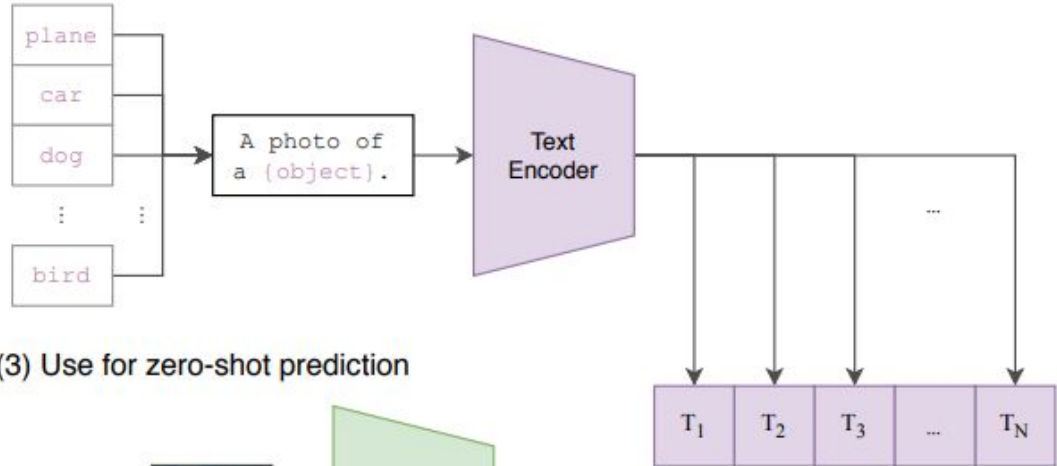 plane
car
dog
⋮ ⋮
bird
A photo of
a {object}.
Text
Encoder
...
(3) Use for zero-shot prediction
T1 T2 T3 ... TN